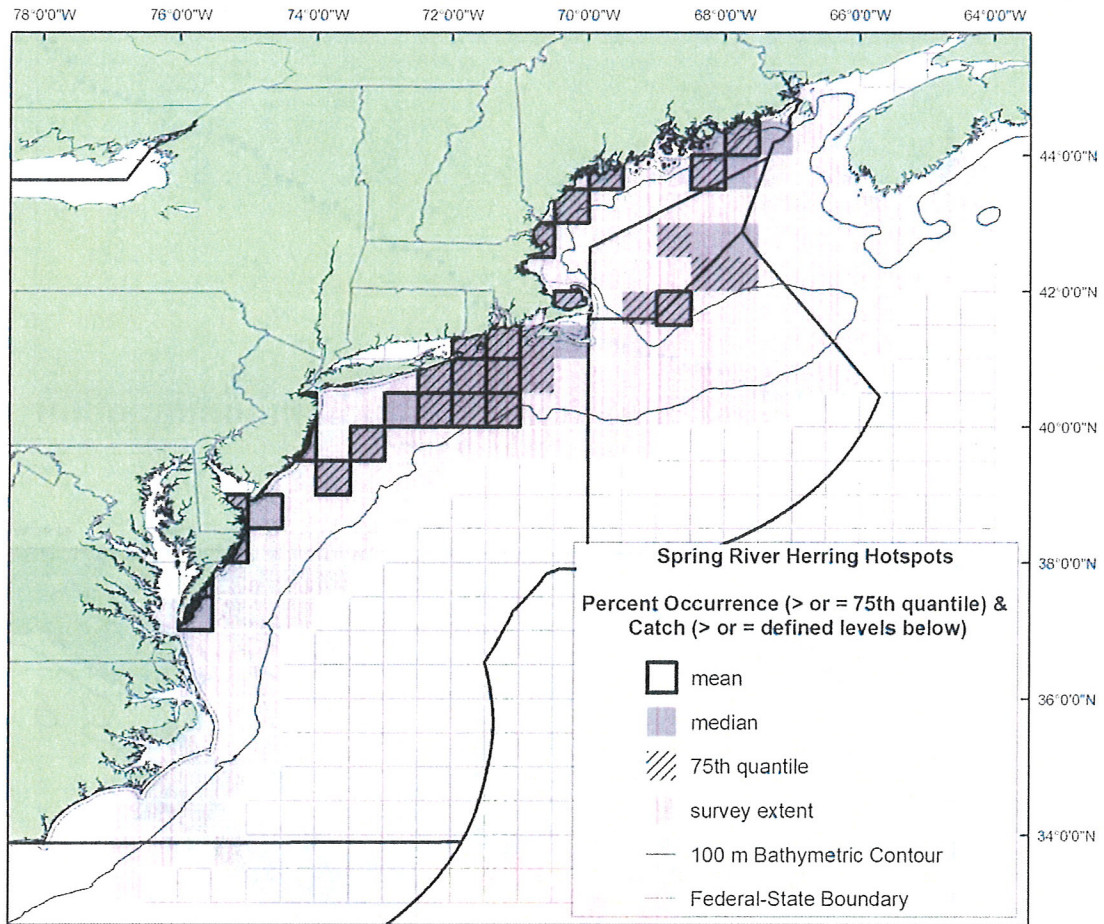 78°0'0"W 76°0'0"W 74°0'0"W 72°0'0"W 70°0'0"W 68°0'0"W 66°0'0"W 64°0'0"W
44°0'0"N
42°0'0"N
40°0'0"N
38°0'0"N
36°0'0"N
34°0'0"N
Spring River Herring Hotspots
Percent Occurrence (> or = 75th quantile) &
Catch (> or = defined levels below)
mean
median
75th quantile
survey extent
100 m Bathymetric Contour
Federal-State Boundary